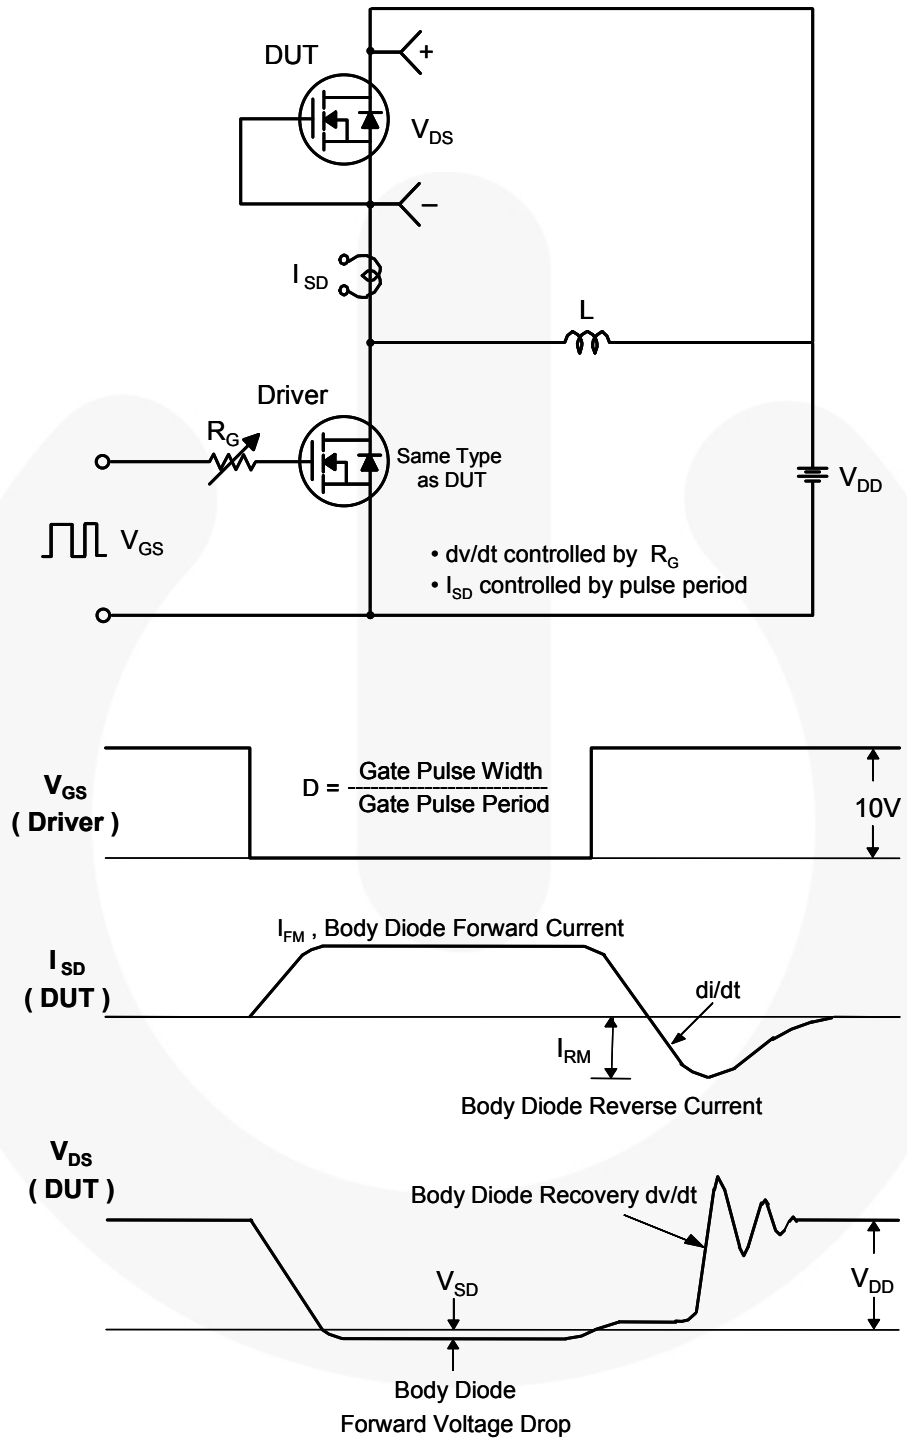 DUT
+
V_DS
−
I_SD
L
Driver
R_G
Same Type
as DUT
V_DD
V_GS
• dv/dt controlled by R_G
• I_SD controlled by pulse period
V_GS
( Driver )
D = Gate Pulse Width
Gate Pulse Period
10V
I_FM , Body Diode Forward Current
I_SD
( DUT )
di/dt
I_RM
Body Diode Reverse Current
V_DS
( DUT )
Body Diode Recovery dv/dt
V_SD
V_DD
Body Diode
Forward Voltage Drop